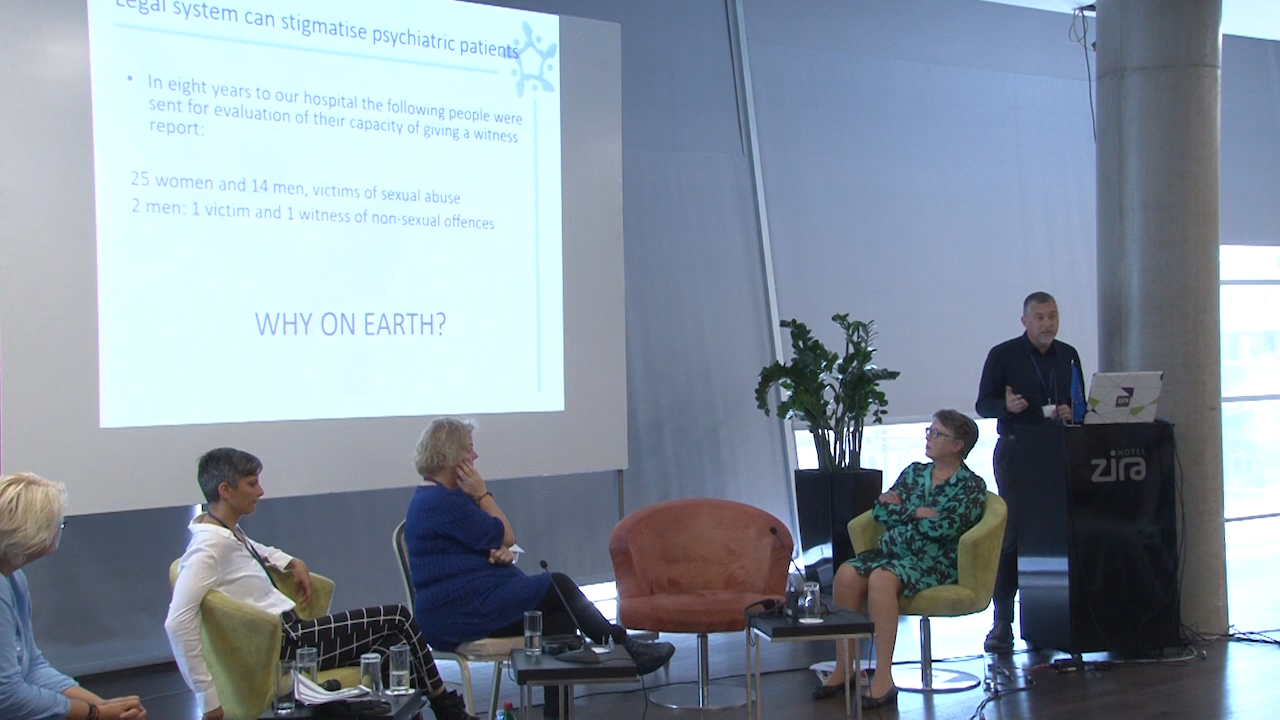 Legal system can stigmatise psychiatric patients
• In eight years to our hospital the following people were
sent for evaluation of their capacity of giving a witness
report:
25 women and 14 men, victims of sexual abuse
2 men: 1 victim and 1 witness of non-sexual offences
WHY ON EARTH?
HOTEL
zira